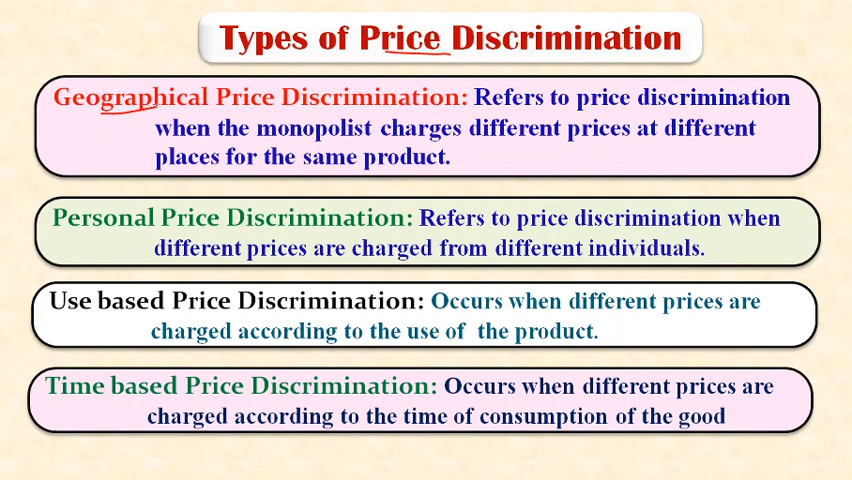 Types of Price Discrimination
Geographical Price Discrimination: Refers to price discrimination
when the monopolist charges different prices at different
places for the same product.
Personal Price Discrimination: Refers to price discrimination when
different prices are charged from different individuals.
Use based Price Discrimination: Occurs when different prices are
charged according to the use of the product.
Time based Price Discrimination: Occurs when different prices are
charged according to the time of consumption of the good